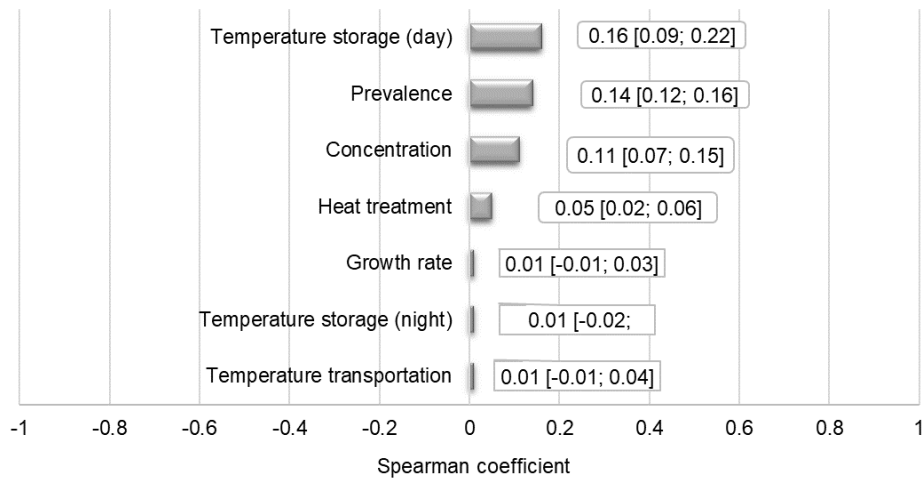 Temperature storage (day) 0.16 [0.09; 0.22]
Prevalence 0.14 [0.12; 0.16]
Concentration 0.11 [0.07; 0.15]
Heat treatment 0.05 [0.02; 0.06]
Growth rate 0.01 [-0.01; 0.03]
Temperature storage (night) 0.01 [-0.02;
Temperature transportation 0.01 [-0.01; 0.04]
-1 -0.8 -0.6 -0.4 -0.2 0 0.2 0.4 0.6 0.8 1
Spearman coefficient